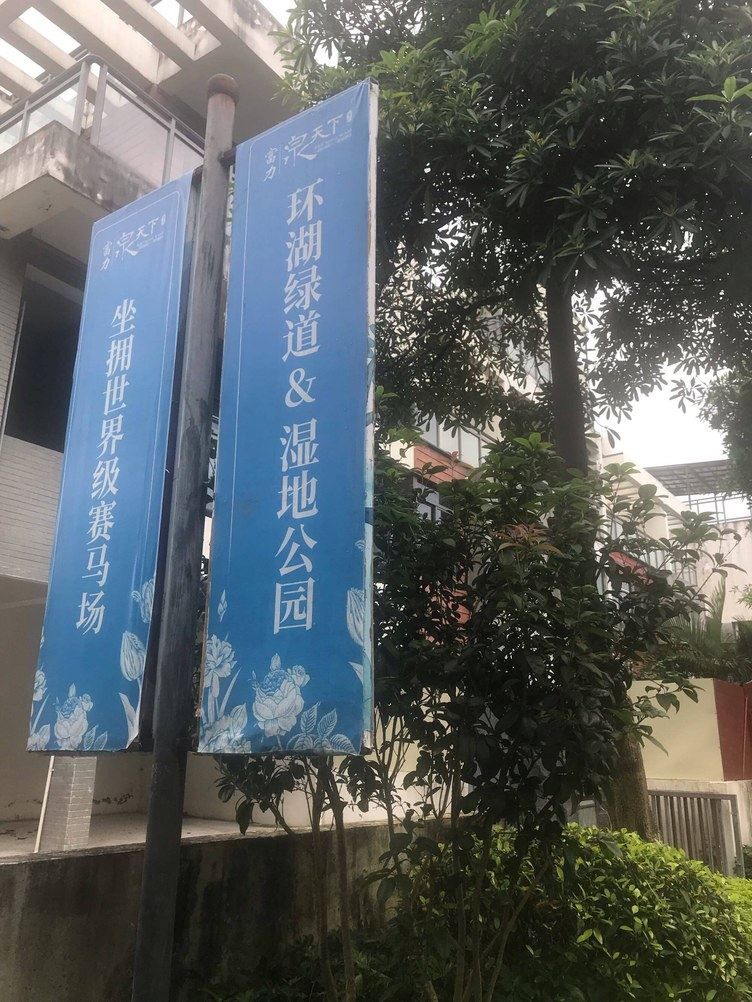 富力 泉天下
坐拥世界级赛马场
富力 泉天下
环湖绿道&湿地公园